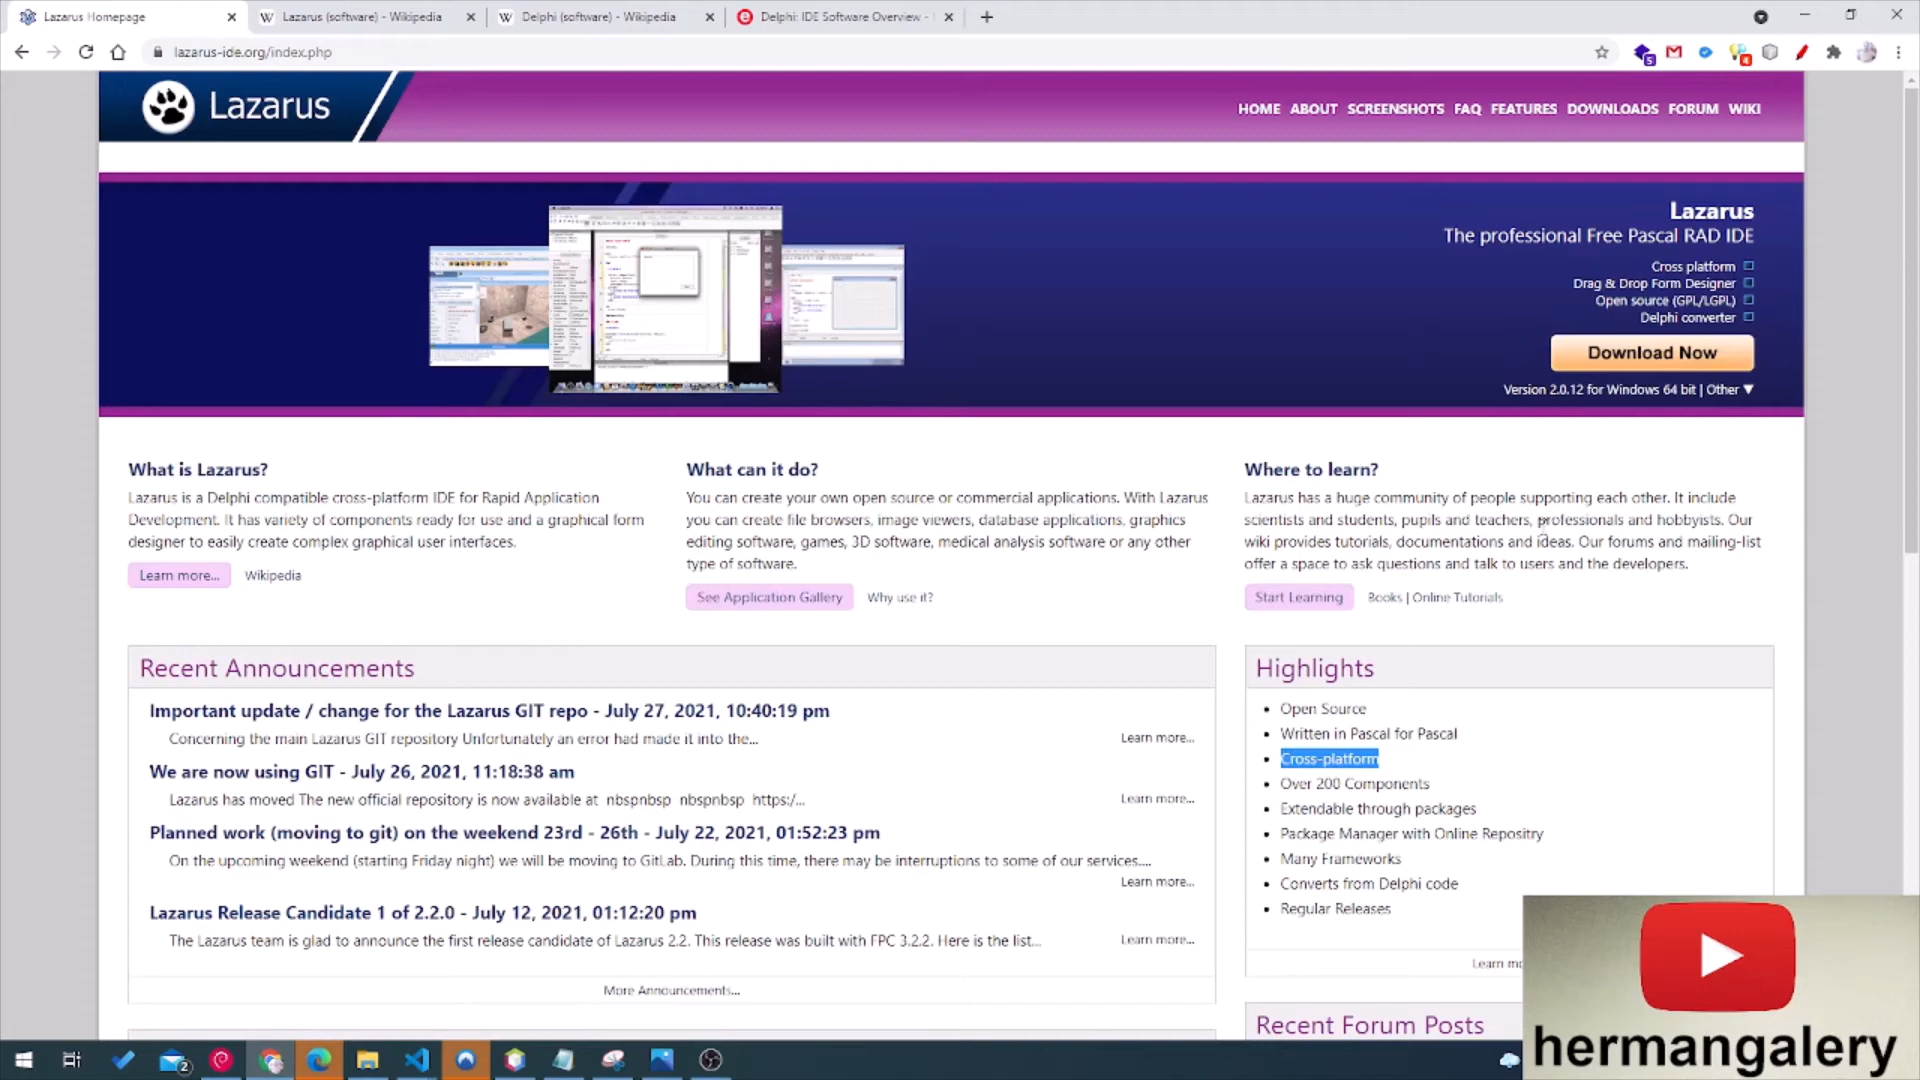 Lazarus Homepage
Lazarus (software) - Wikipedia
Delphi (software) - Wikipedia
Delphi: IDE Software Overview -
lazarus-ide.org/index.php
5
4
Lazarus
HOME ABOUT SCREENSHOTS FAQ FEATURES DOWNLOADS FORUM WIKI
Lazarus
The professional Free Pascal RAD IDE
Cross platform
Drag & Drop Form Designer
Open source (GPL/LGPL)
Delphi converter
Download Now
Version 2.0.12 for Windows 64 bit | Other ▼
What is Lazarus?
Lazarus is a Delphi compatible cross-platform IDE for Rapid Application
Development. It has variety of components ready for use and a graphical form
designer to easily create complex graphical user interfaces.
Learn more... Wikipedia
What can it do?
You can create your own open source or commercial applications. With Lazarus
you can create file browsers, image viewers, database applications, graphics
editing software, games, 3D software, medical analysis software or any other
type of software.
See Application Gallery Why use it?
Where to learn?
Lazarus has a huge community of people supporting each other. It include
scientists and students, pupils and teachers, professionals and hobbyists. Our
wiki provides tutorials, documentations and ideas. Our forums and mailing-list
offer a space to ask questions and talk to users and the developers.
Start Learning Books | Online Tutorials
Recent Announcements
Important update / change for the Lazarus GIT repo - July 27, 2021, 10:40:19 pm
Concerning the main Lazarus GIT repository Unfortunately an error had made it into the...
Learn more...
We are now using GIT - July 26, 2021, 11:18:38 am
Lazarus has moved The new official repository is now available at nbspnbsp nbspnbsp https:/...
Learn more...
Planned work (moving to git) on the weekend 23rd - 26th - July 22, 2021, 01:52:23 pm
On the upcoming weekend (starting Friday night) we will be moving to GitLab. During this time, there may be interruptions to some of our services....
Learn more...
Lazarus Release Candidate 1 of 2.2.0 - July 12, 2021, 01:12:20 pm
The Lazarus team is glad to announce the first release candidate of Lazarus 2.2. This release was built with FPC 3.2.2. Here is the list...
Learn more...
More Announcements...
Highlights
Open Source
Written in Pascal for Pascal
Cross-platform
Over 200 Components
Extendable through packages
Package Manager with Online Repositry
Many Frameworks
Converts from Delphi code
Regular Releases
Learn mo
Recent Forum Posts
2
hermangalery